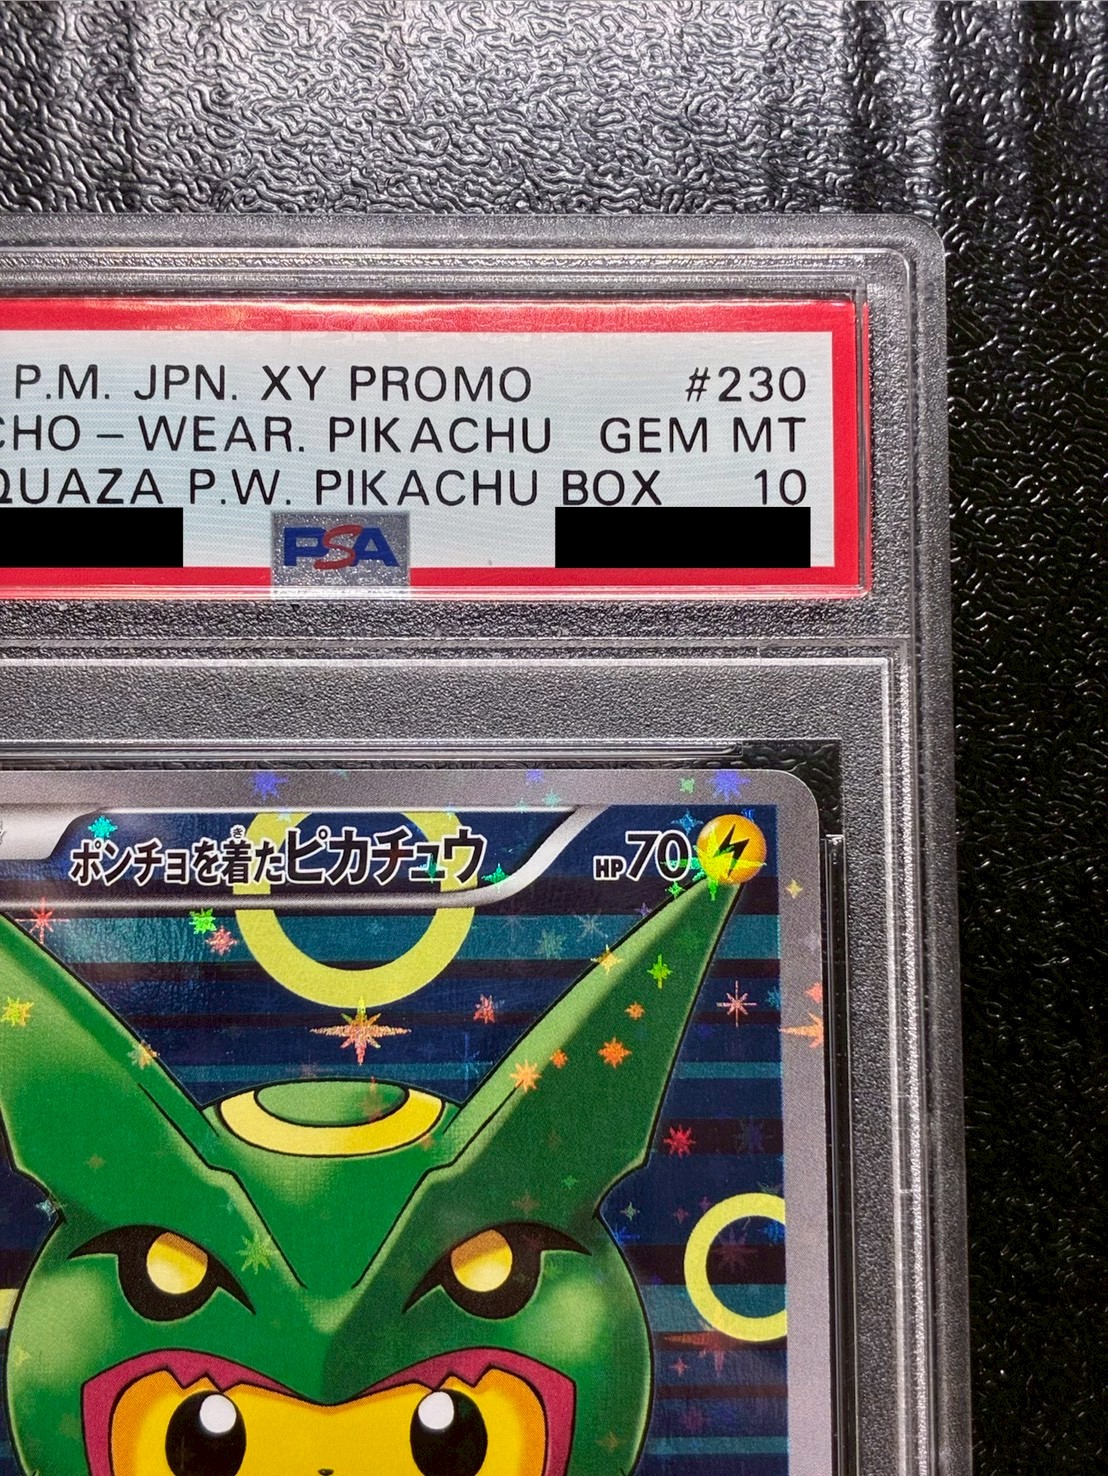 P.M. JPN. XY PROMO #230
CHO-WEAR. PIKACHU GEM MT
QUAZA P.W. PIKACHU BOX 10
PSA
ポンチョを着たピカチュウ HP70
き